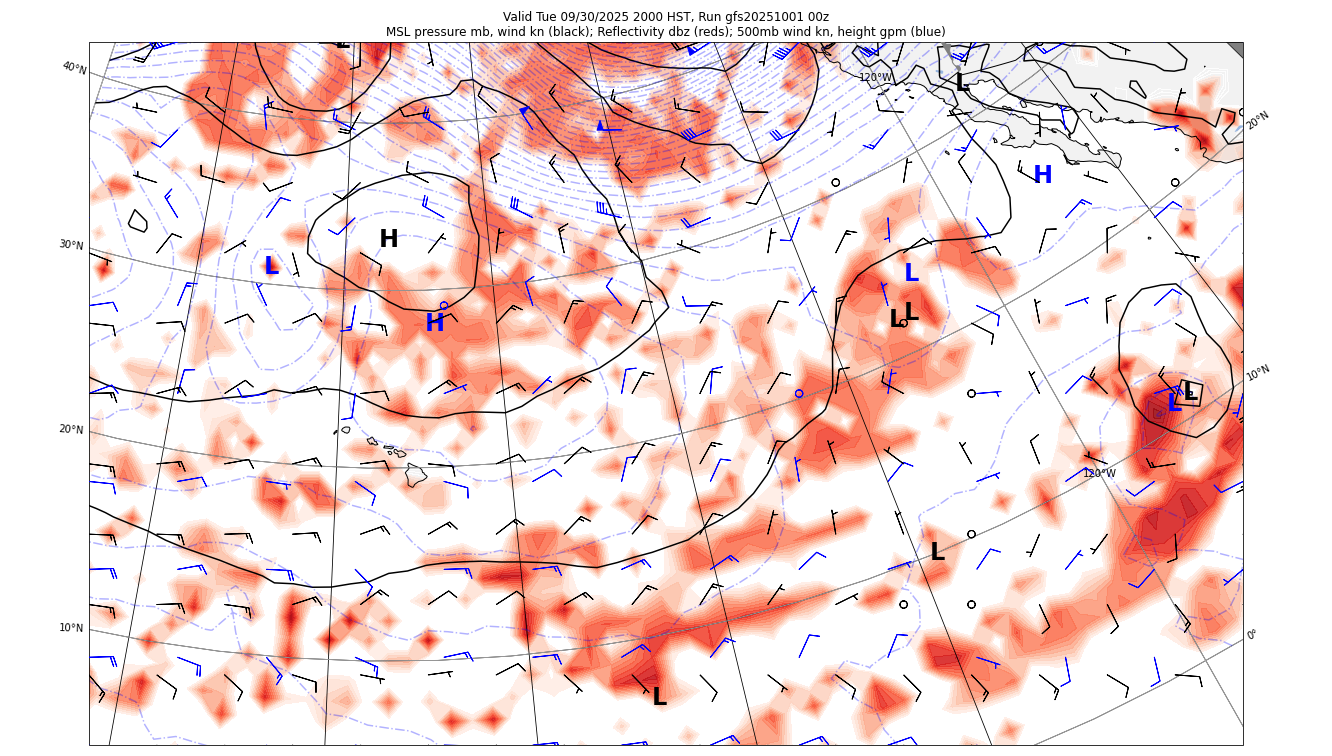 Valid Tue 09/30/2025 2000 HST, Run gfs20251001 00z
MSL pressure mb, wind kn (black); Reflectivity dbz (reds); 500mb wind kn, height gpm (blue)
L
40°N
120°W
L
20°N
H
H
30°N
L
L
H
L L
10°N
L
L
20°N
120°W
L
10°N
0°
L